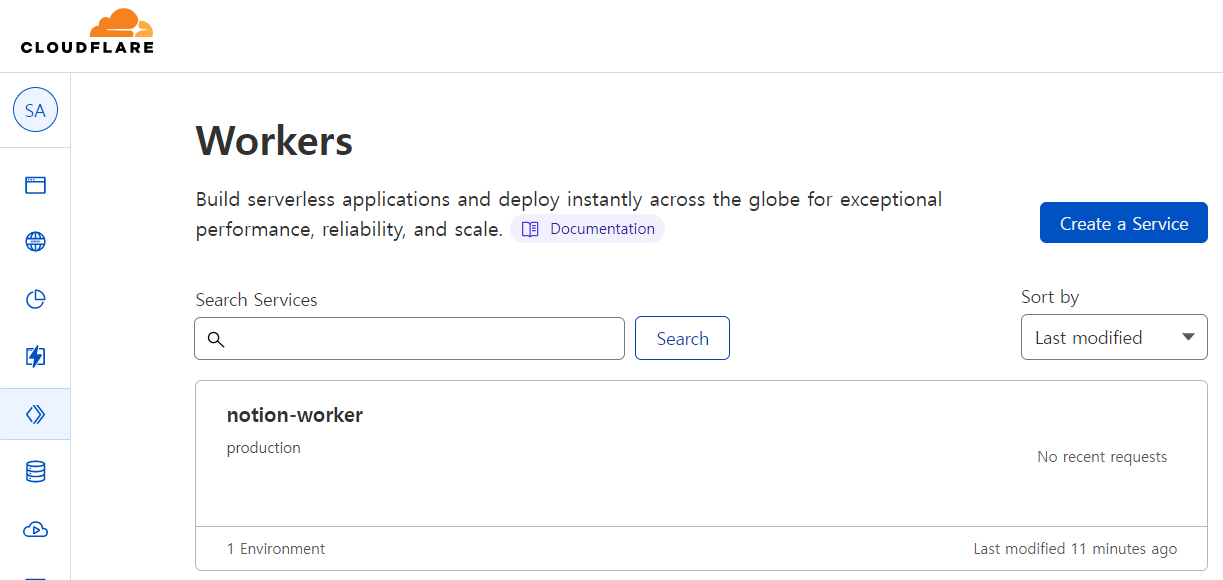 CLOUDFLARE
SA
Workers
Build serverless applications and deploy instantly across the globe for exceptional
performance, reliability, and scale. Documentation
Create a Service
Search Services
Sort by
Search
Last modified
notion-worker
production
No recent requests
1 Environment
Last modified 11 minutes ago